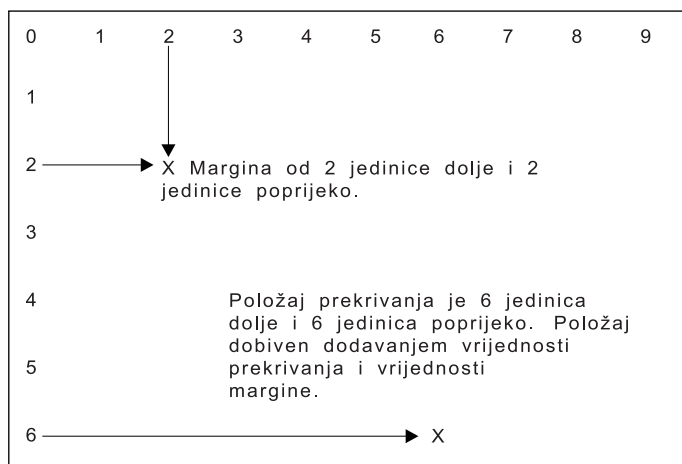 0 1 2 3 4 5 6 7 8 9
1
2 X Margina od 2 jedinice dolje i 2
jedinice poprijeko.
3
4 Položaj prekrivanja je 6 jedinica
dolje i 6 jedinica poprijeko. Položaj
dobiven dodavanjem vrijednosti
5 prekrivanja i vrijednosti
margine.
6 X